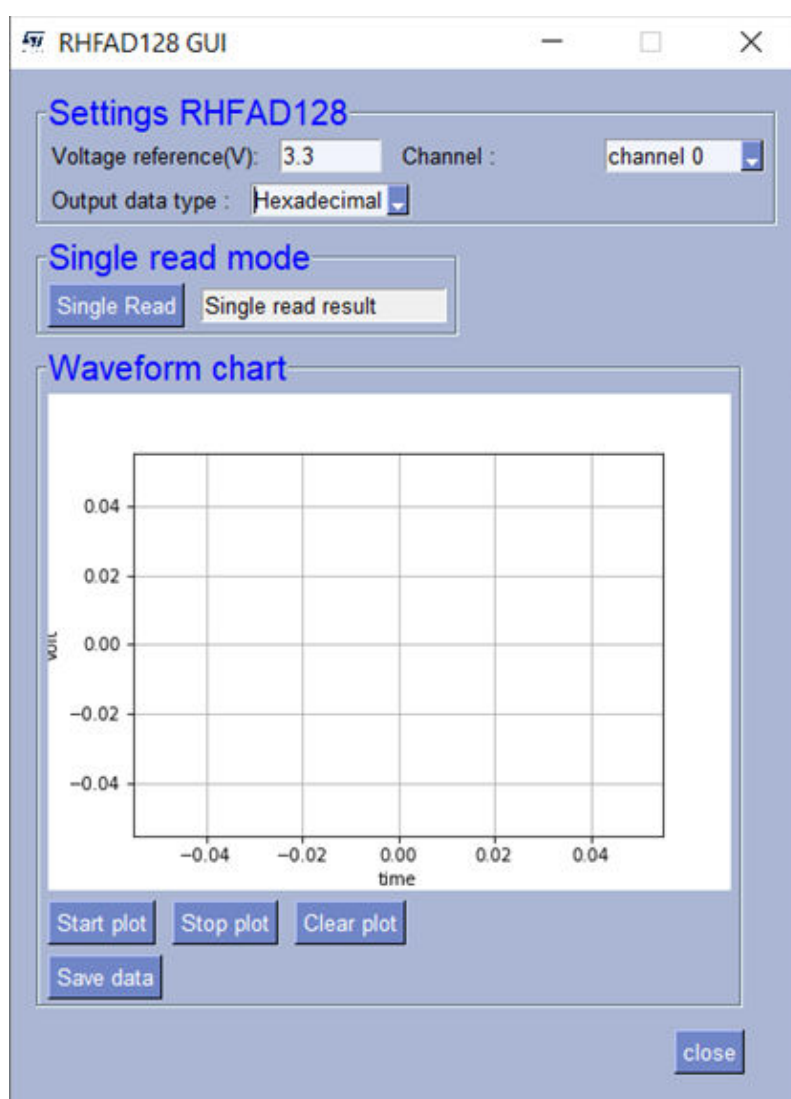 RHFAD128 GUI
Settings RHFAD128
Voltage reference(V): 3.3 Channel : channel 0
Output data type : Hexadecimal
Single read mode
Single Read Single read result
Waveform chart
0.04
0.02
0.00
−0.02
−0.04
volt
−0.04 −0.02 0.00 0.02 0.04
time
Start plot Stop plot Clear plot
Save data
close